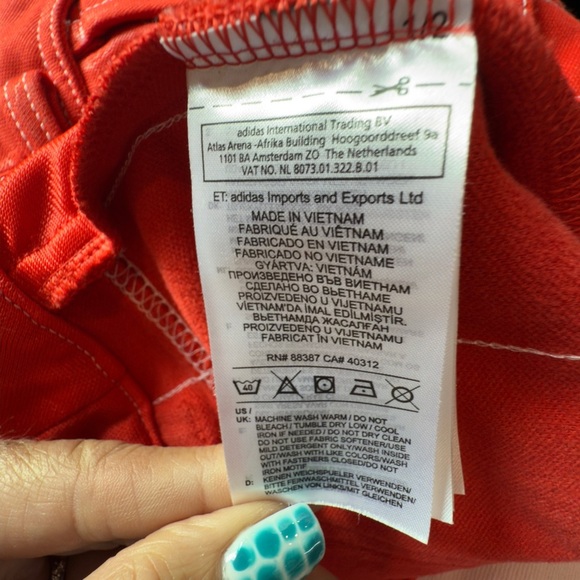 1/2
adidas International Trading BV
Atlas Arena -Afrika Building Hoogoorddreef 9a
1101 BA Amsterdam ZO The Netherlands
VAT NO. NL 8073.01.322.B.01
ET: adidas Imports and Exports Ltd
MADE IN VIETNAM
FABRIQUÉ AU VIÊTNAM
FABRICADO EN VIETNAM
FABRICADO NO VIETNAME
GYÁRTVA: VIETNÁM
ПРОИЗВЕДЕНО ВЪВ ВИЕТНАМ
СДЕЛАНО ВО ВЬЕТНАМЕ
PROIZVEDENO U VIJETNAMU
VİETNAM'DA İMAL EDİLMİŞTİR.
ВЬЕТНАМДА ЖАСАЛҒАН
PROIZVEDENO U VIJETNAMU
FABRICAT ÎN VIETNAM
RN# 88387 CA# 40312
40
US /
UK: MACHINE WASH WARM / DO NOT
BLEACH / TUMBLE DRY LOW / COOL
IRON IF NEEDED / DO NOT DRY CLEAN
DO NOT USE FABRIC SOFTENER/USE
MILD DETERGENT ONLY/WASH INSIDE
OUT/WASH WITH LIKE COLORS/WASH
WITH FASTENERS CLOSED/DO NOT
IRON MOTIF
D: KEINEN WEICHSPUELER VERWENDEN/
BITTE FEINWASCHMITTEL VERWENDEN/
WASCHEN VON LINKS/MIT GLEICHEN